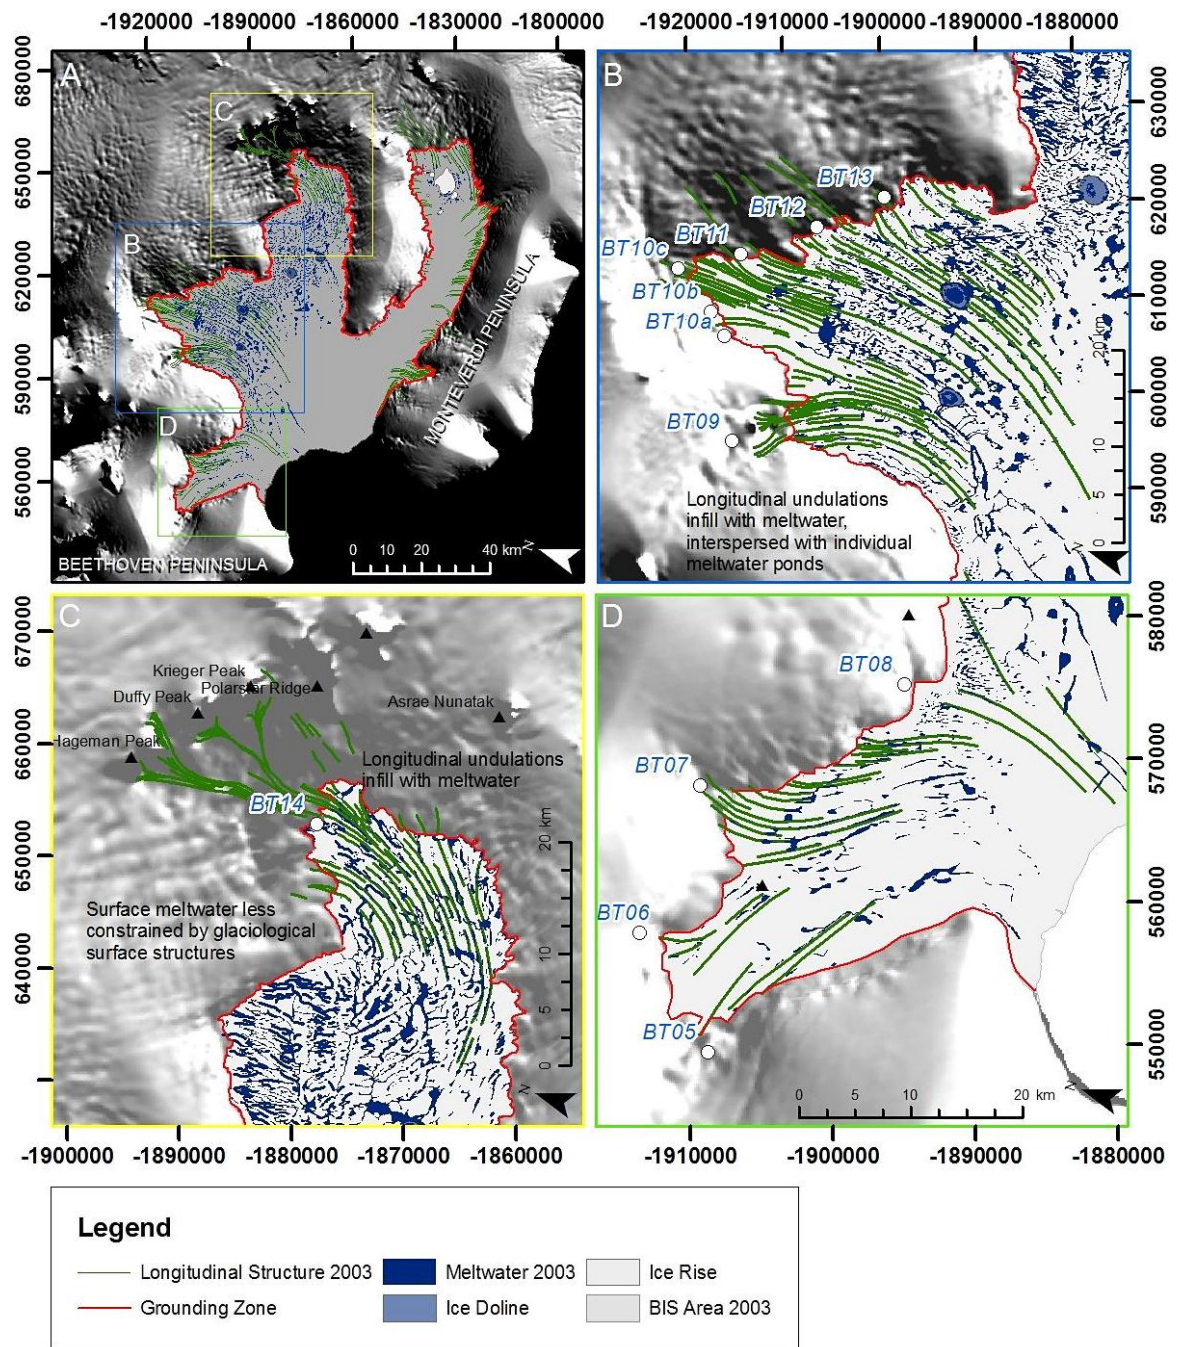 -1920000 -1890000 -1860000 -1830000 -1800000
-1920000 -1910000 -1900000 -1890000 -1880000
680000
650000
620000
590000
560000
A
C
B
D
MONTEVERDI PENINSULA
BEETHOVEN PENINSULA
0 10 20 40 km
N
B
BT13
BT12
BT11
BT10c
BT10b
BT10a
BT09
Longitudinal undulations
infill with meltwater,
interspersed with individual
meltwater ponds
20 km
10
5
0
N
630000
620000
610000
600000
590000
C
Krieger Peak
Polarster Ridge
Duffy Peak
Hageman Peak
Asrae Nunatak
Longitudinal undulations
infill with meltwater
BT14
Surface meltwater less
constrained by glaciological
surface structures
20 km
10
5
0
N
670000
660000
650000
640000
-1900000 -1890000 -1880000 -1870000 -1860000
D
BT08
BT07
BT06
BT05
0 5 10 20 km
N
580000
570000
560000
550000
-1910000 -1900000 -1890000 -1880000
Legend
Longitudinal Structure 2003
Meltwater 2003
Ice Rise
Grounding Zone
Ice Doline
BIS Area 2003